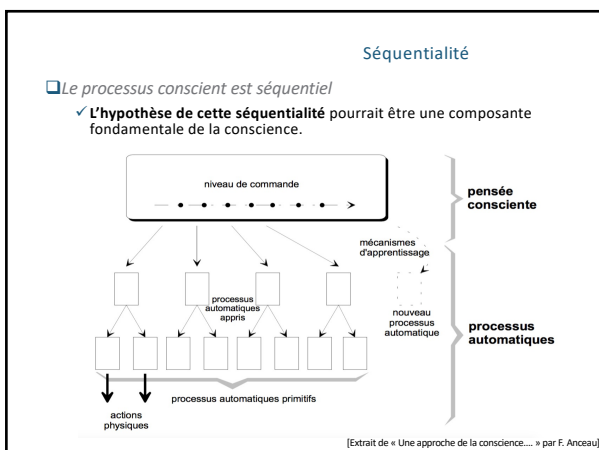 Séquentialité
❑Le processus conscient est séquentiel
✓ L'hypothèse de cette séquentialité pourrait être une composante
fondamentale de la conscience.
niveau de commande
pensée
consciente
mécanismes
d'apprentissage
processus
automatiques
appris
nouveau
processus
automatique
processus
automatiques
processus automatiques primitifs
actions
physiques
[Extrait de « Une approche de la conscience.... » par F. Anceau]